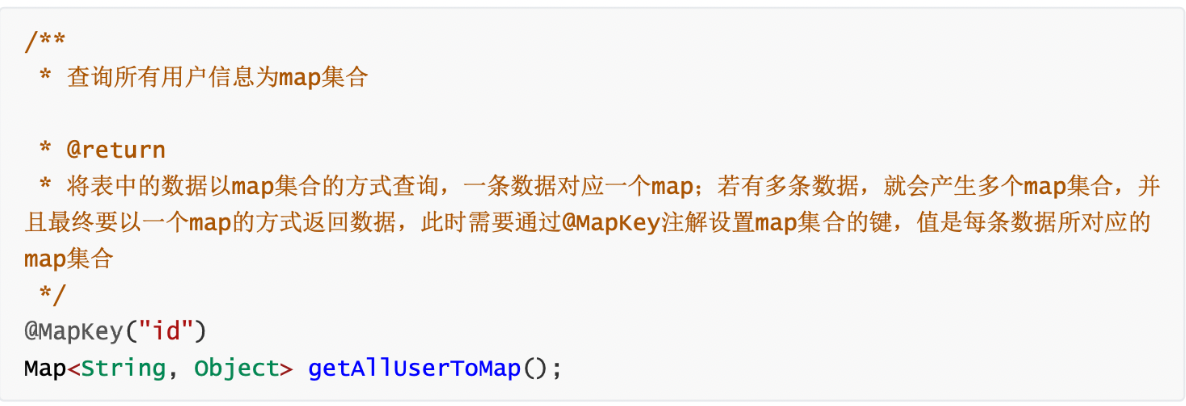 /**
 * 查询所有用户信息为map集合
 * @return
 * 将表中的数据以map集合的方式查询，一条数据对应一个map；若有多条数据，就会产生多个map集合，并
且最终要以一个map的方式返回数据，此时需要通过@MapKey注解设置map集合的键，值是每条数据所对应的
map集合
 */
@MapKey("id")
Map<String, Object> getAllUserToMap();